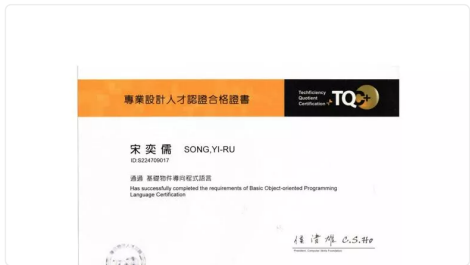 專業設計人才認證合格證書
Techficiency
Quotient
Certification
TQC+
宋奕儒 SONG,YI-RU
ID:S224709017
通過 基礎物件導向程式語言
Has successfully completed the requirements of Basic Object-oriented Programming
Language Certification
C.S.Ho